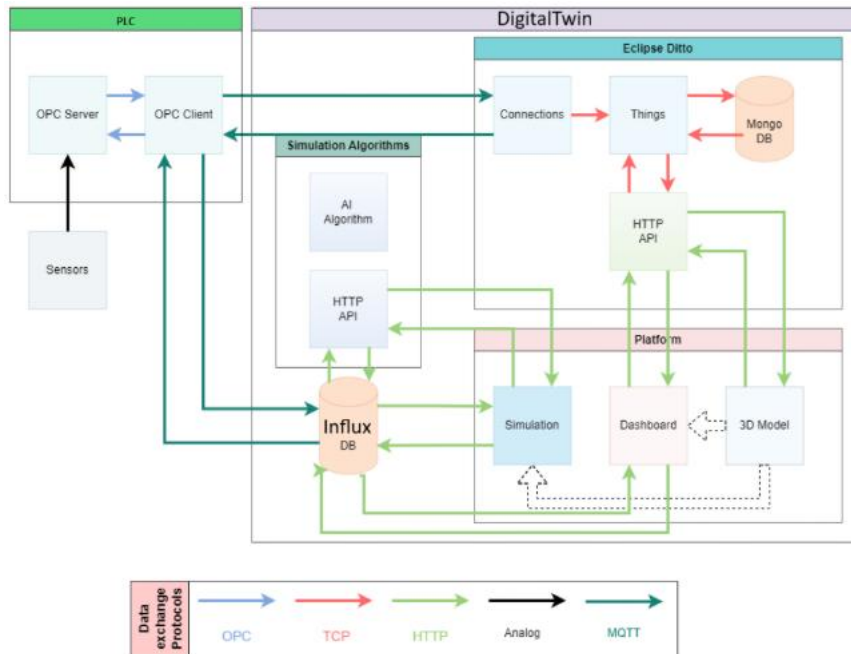 PLC
DigitalTwin
Eclipse Ditto
OPC Server
OPC Client
Connections
Things
Mongo
DB
Simulation Algorithms
AI
Algorithm
HTTP
API
Sensors
HTTP
API
Platform
Influx
DB
Simulation
Dashboard
3D Model
Data
exchange
Protocols
OPC
TCP
HTTP
Analog
MQTT